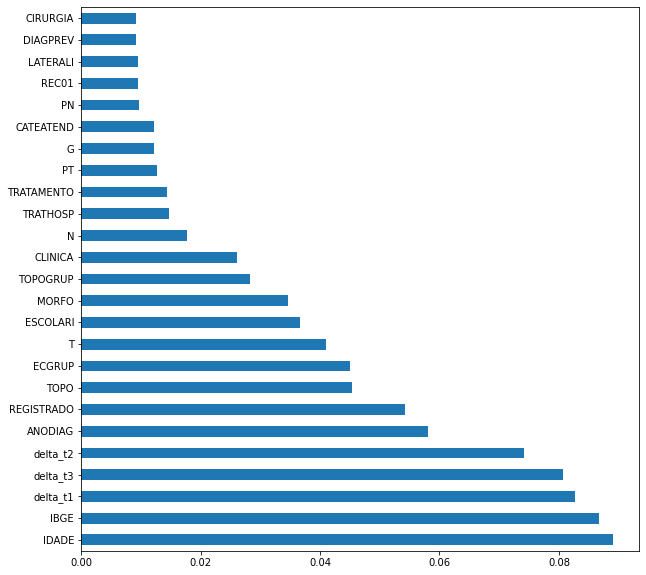 CIRURGIA
DIAGPREV
LATERALI
REC01
PN
CATEATEND
G
PT
TRATAMENTO
TRATHOSP
N
CLINICA
TOPOGRUP
MORFO
ESCOLARI
T
ECGRUP
TOPO
REGISTRADO
ANODIAG
delta_t2
delta_t3
delta_t1
IBGE
IDADE
0.00 0.02 0.04 0.06 0.08